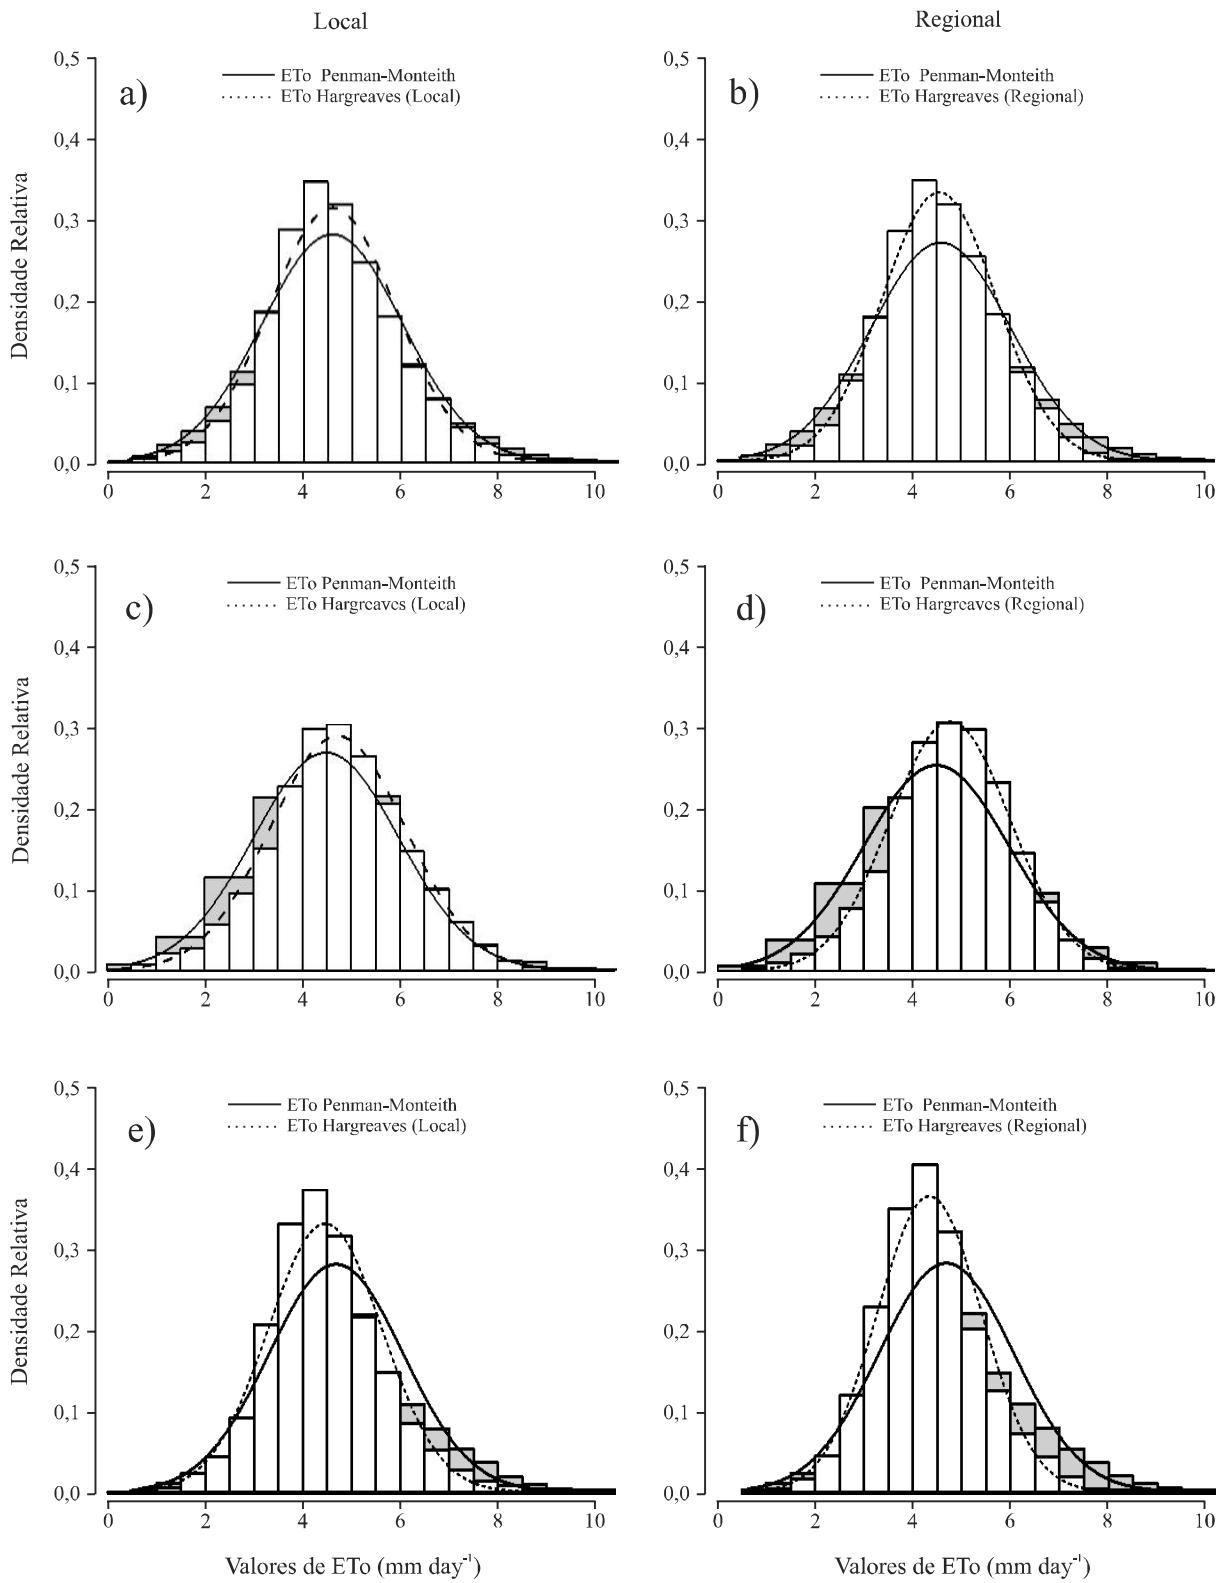 Local
Regional
0,5
0,4
0,3
0,2
0,1
0,0
Densidade Relativa
a)
ETo Penman-Monteith
ETo Hargreaves (Local)
0 2 4 6 8 10
0,5
0,4
0,3
0,2
0,1
0,0
b)
ETo Penman-Monteith
ETo Hargreaves (Regional)
0 2 4 6 8 10
0,5
0,4
0,3
0,2
0,1
0,0
Densidade Relativa
c)
ETo Penman-Monteith
ETo Hargreaves (Local)
0 2 4 6 8 10
0,5
0,4
0,3
0,2
0,1
0,0
d)
ETo Penman-Monteith
ETo Hargreaves (Regional)
0 2 4 6 8 10
0,5
0,4
0,3
0,2
0,1
0,0
Densidade Relativa
e)
ETo Penman-Monteith
ETo Hargreaves (Local)
0 2 4 6 8 10
Valores de ETo (mm day⁻¹)
0,5
0,4
0,3
0,2
0,1
0,0
f)
ETo Penman-Monteith
ETo Hargreaves (Regional)
0 2 4 6 8 10
Valores de ETo (mm day⁻¹)